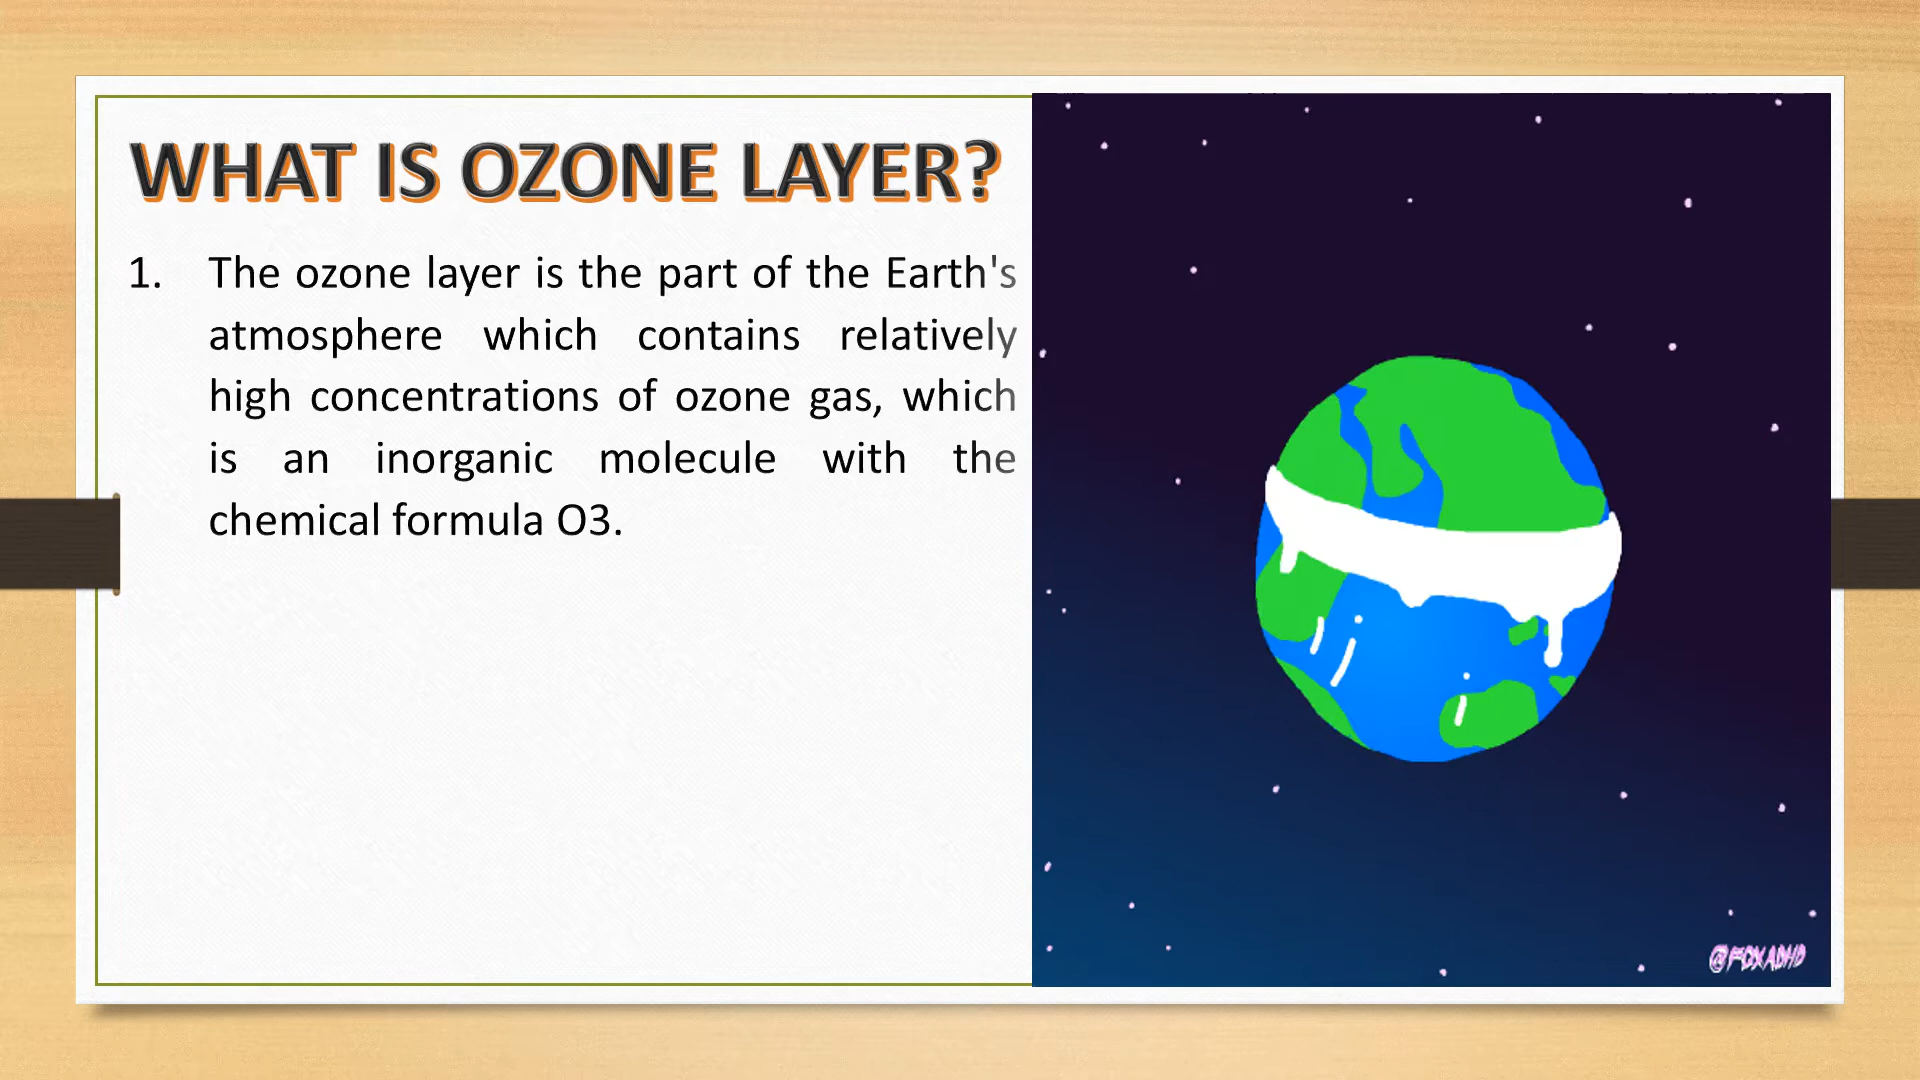 WHAT IS OZONE LAYER?
1. The ozone layer is the part of the Earth's
atmosphere which contains relatively
high concentrations of ozone gas, which
is an inorganic molecule with the
chemical formula O3.
@FOXADHD